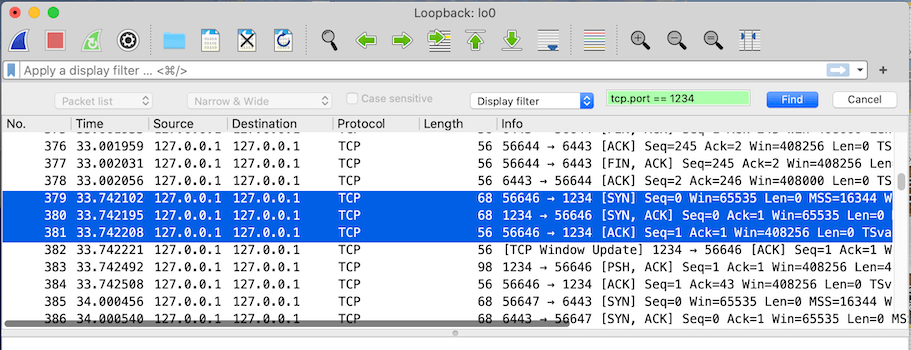 Loopback: lo0
Apply a display filter ... <⌘/>
Packet list Narrow & Wide Case sensitive Display filter tcp.port == 1234 Find Cancel
No. Time Source Destination Protocol Length Info
376 33.001959 127.0.0.1 127.0.0.1 TCP 56 56644 → 6443 [ACK] Seq=245 Ack=2 Win=408256 Len=0 TS
377 33.002031 127.0.0.1 127.0.0.1 TCP 56 56644 → 6443 [FIN, ACK] Seq=245 Ack=2 Win=408256 Len=
378 33.002056 127.0.0.1 127.0.0.1 TCP 56 6443 → 56644 [ACK] Seq=2 Ack=246 Win=408000 Len=0 TS
379 33.742102 127.0.0.1 127.0.0.1 TCP 68 56646 → 1234 [SYN] Seq=0 Win=65535 Len=0 MSS=16344 W
380 33.742195 127.0.0.1 127.0.0.1 TCP 68 1234 → 56646 [SYN, ACK] Seq=0 Ack=1 Win=65535 Len=0
381 33.742208 127.0.0.1 127.0.0.1 TCP 56 56646 → 1234 [ACK] Seq=1 Ack=1 Win=408256 Len=0 TSva
382 33.742221 127.0.0.1 127.0.0.1 TCP 56 [TCP Window Update] 1234 → 56646 [ACK] Seq=1 Ack=1 W
383 33.742492 127.0.0.1 127.0.0.1 TCP 98 1234 → 56646 [PSH, ACK] Seq=1 Ack=1 Win=408256 Len=4
384 33.742508 127.0.0.1 127.0.0.1 TCP 56 56646 → 1234 [ACK] Seq=1 Ack=43 Win=408256 Len=0 TSv
385 34.000456 127.0.0.1 127.0.0.1 TCP 68 56647 → 6443 [SYN] Seq=0 Win=65535 Len=0 MSS=16344 W
386 34.000540 127.0.0.1 127.0.0.1 TCP 68 6443 → 56647 [SYN, ACK] Seq=0 Ack=1 Win=65535 Len=0 MS